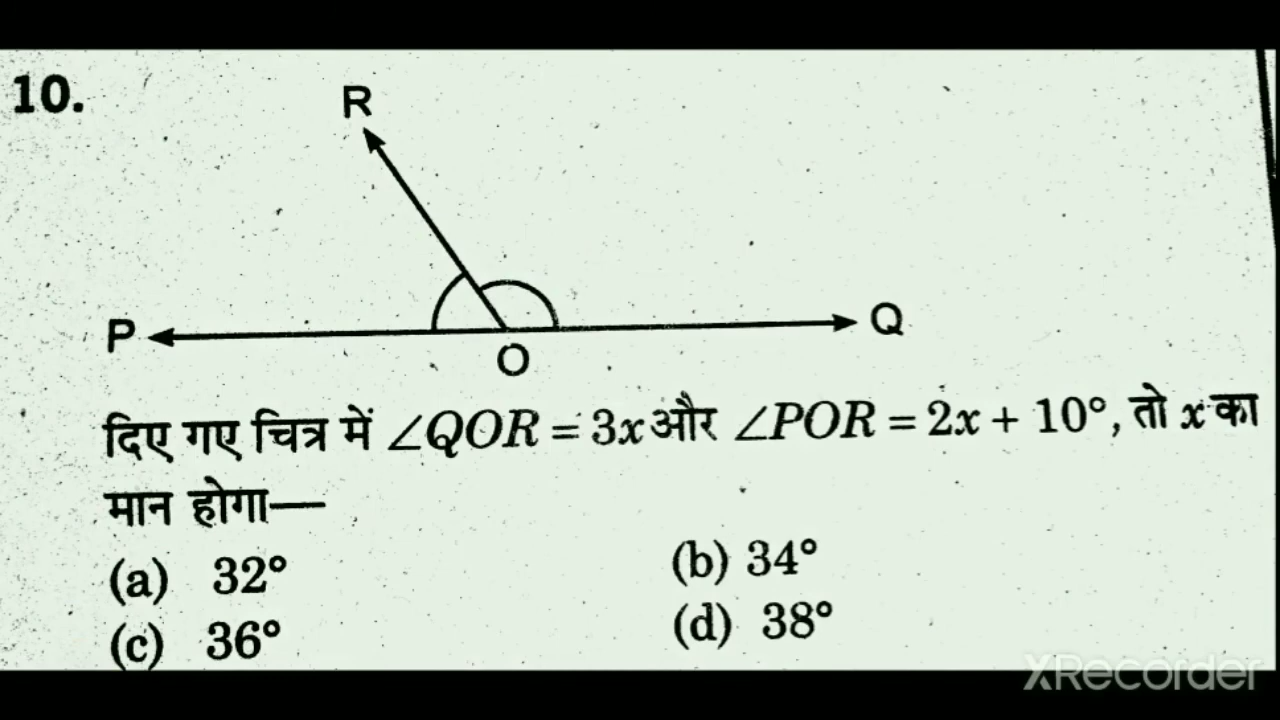 10.
R
P
Q
O
दिए गए चित्र में ∠QOR = 3x और ∠POR = 2x + 10°, तो x का
मान होगा—
(a) 32° (b) 34°
(c) 36° (d) 38°
XRecorder